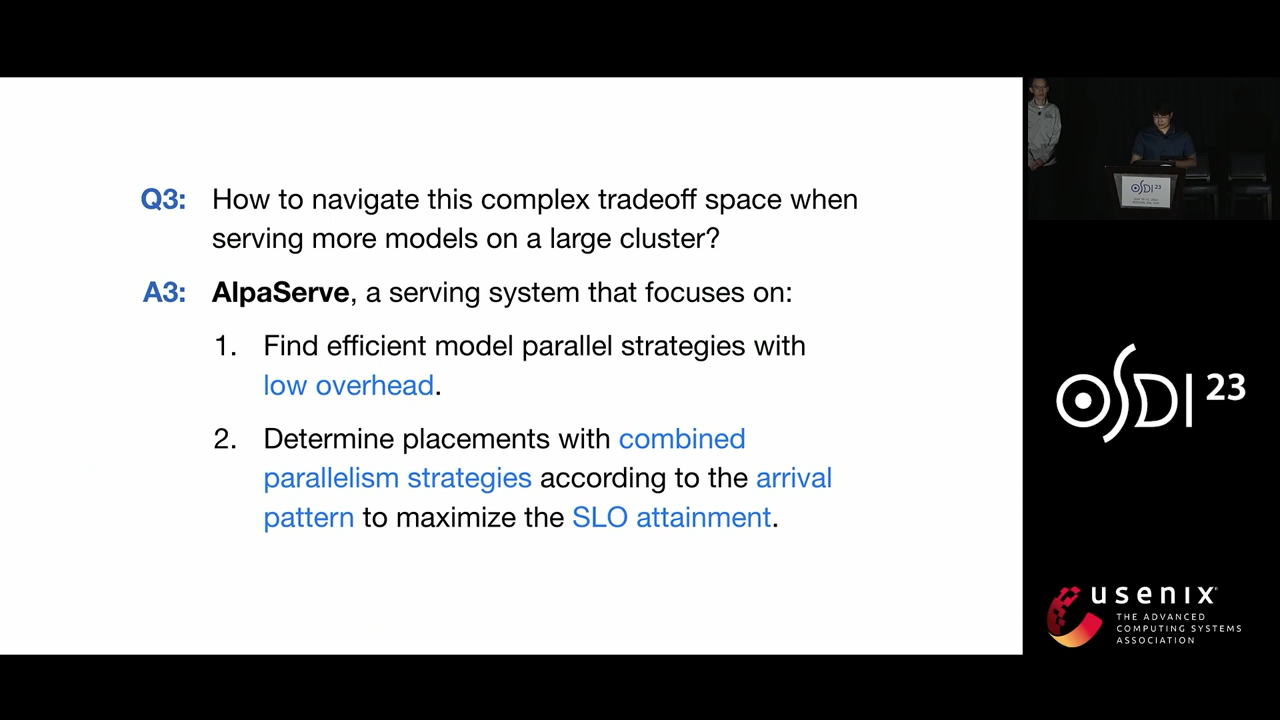 Q3: How to navigate this complex tradeoff space when
serving more models on a large cluster?
A3: AlpaServe, a serving system that focuses on:
1. Find efficient model parallel strategies with
low overhead.
2. Determine placements with combined
parallelism strategies according to the arrival
pattern to maximize the SLO attainment.
OSDI 23
OSDI 23
usenix
THE ADVANCED
COMPUTING SYSTEMS
ASSOCIATION